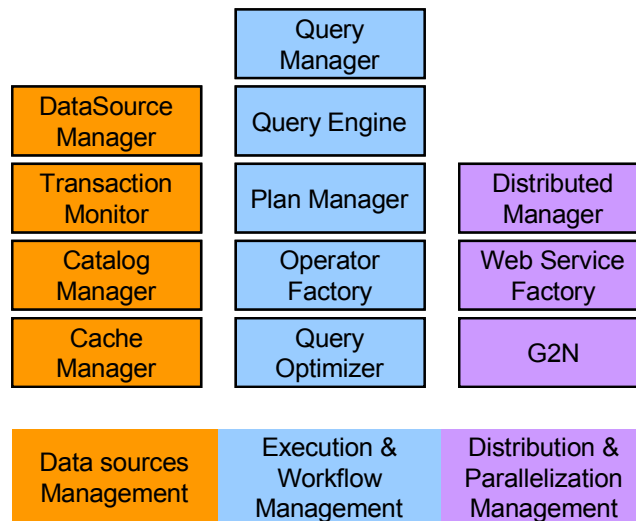 Query
Manager
DataSource
Manager
Query Engine
Transaction
Monitor
Plan Manager
Distributed
Manager
Catalog
Manager
Operator
Factory
Web Service
Factory
Cache
Manager
Query
Optimizer
G2N
Data sources
Management
Execution &
Workflow
Management
Distribution &
Parallelization
Management